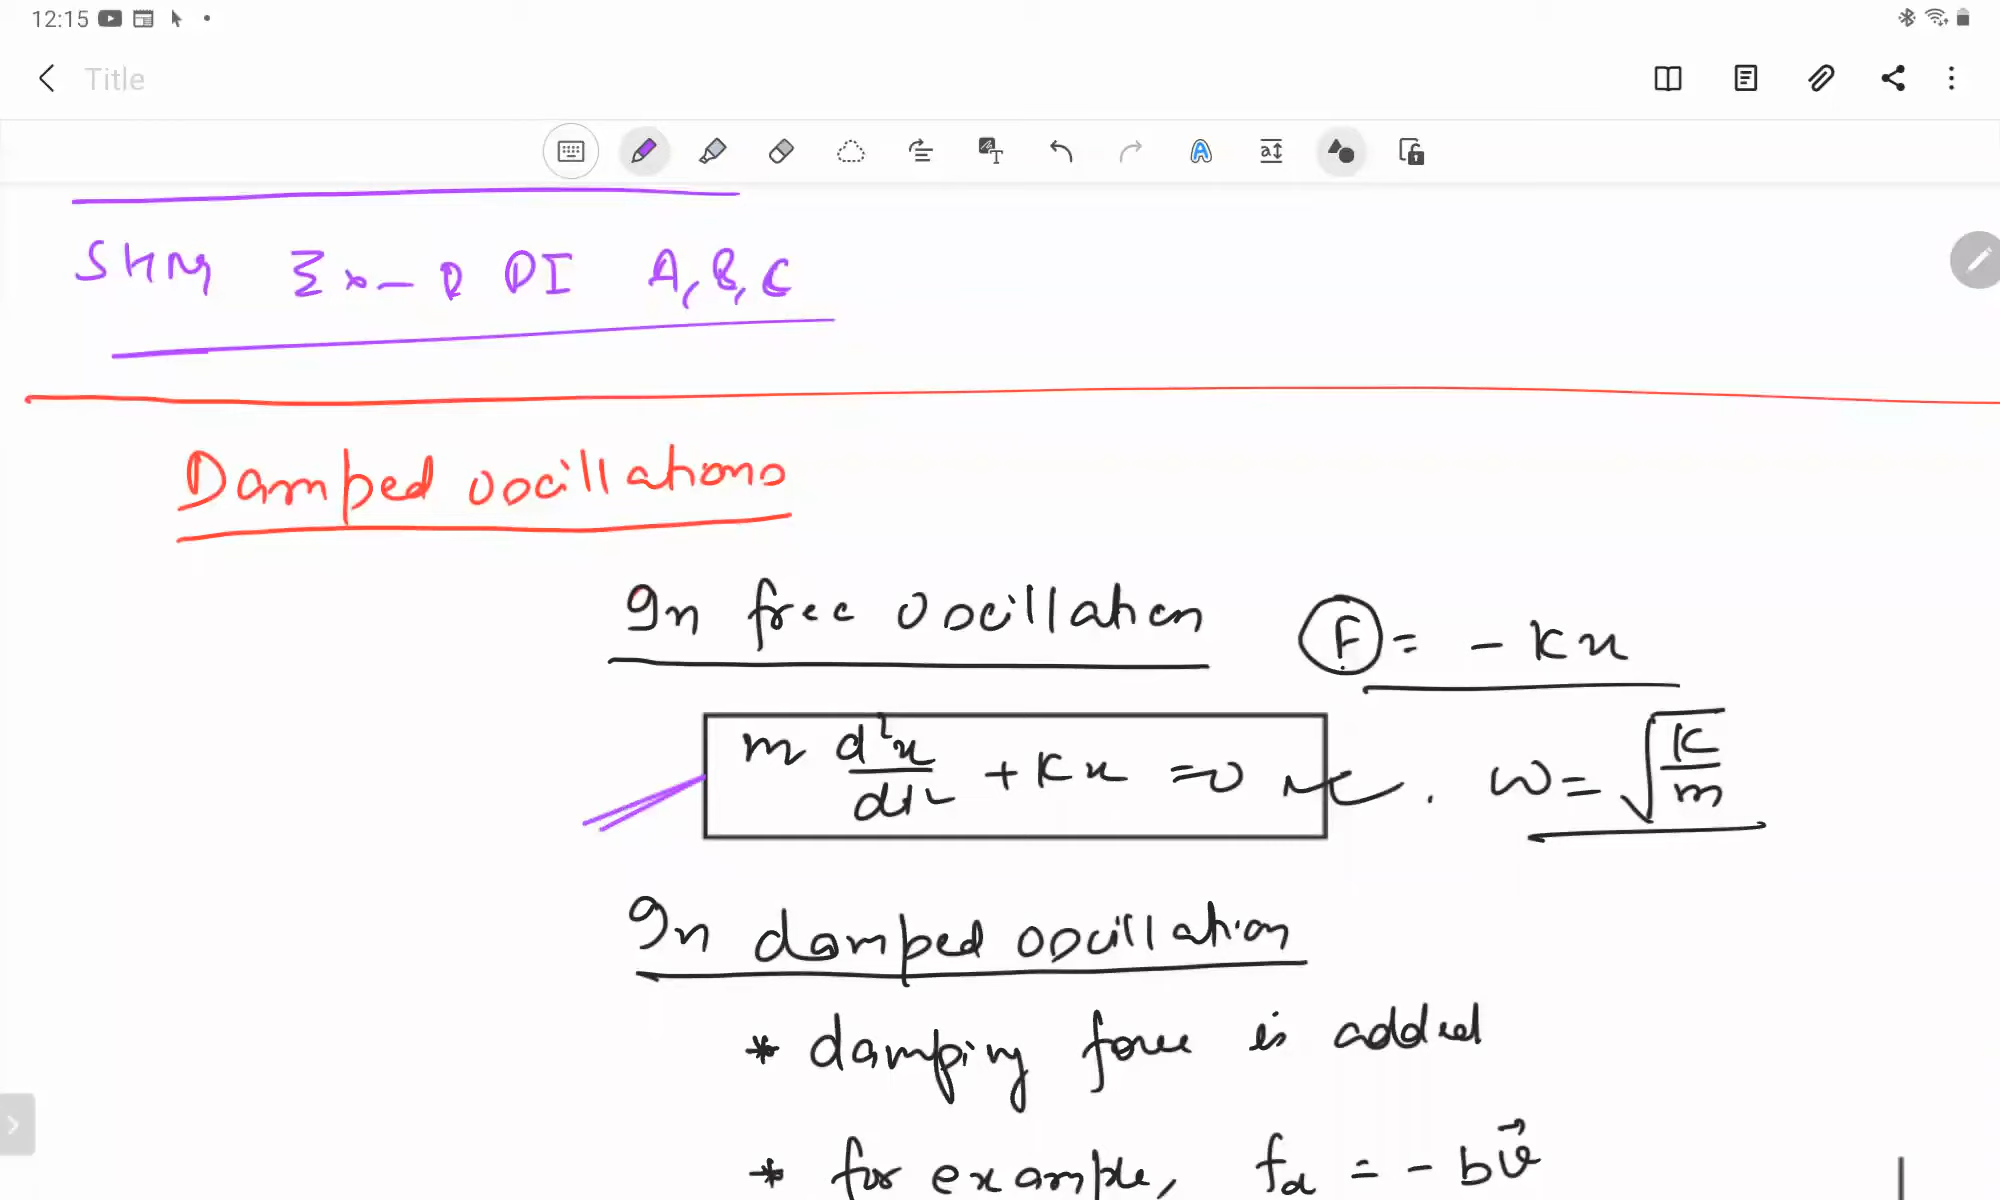 12:15
Title
SHM Ex-D DI A, B, C
Damped oscillations
In free oscillation F = - Kx
m d²x/dt² + Kx = 0 ω = √K/m
In damped oscillation
* damping force is added
* for example, fd = - bv⃗